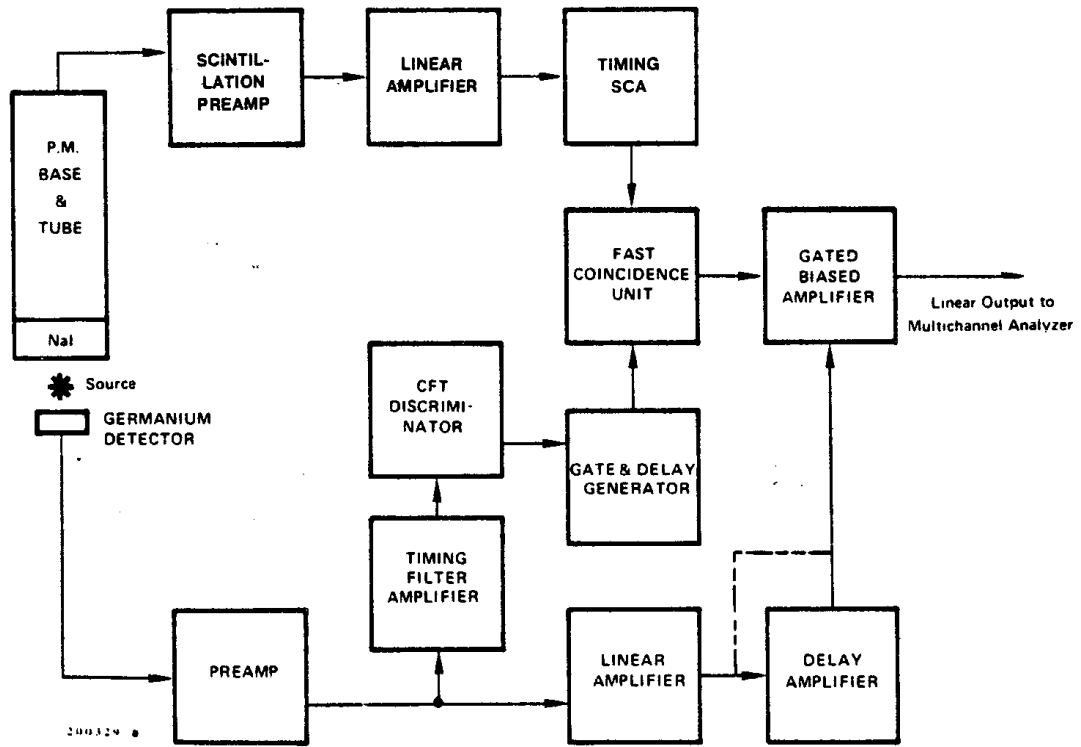 SCINTIL-
LATION
PREAMP
LINEAR
AMPLIFIER
TIMING
SCA
P.M.
BASE
&
TUBE
NaI
FAST
COINCIDENCE
UNIT
GATED
BIASED
AMPLIFIER
Linear Output to
Multichannel Analyzer
Source
GERMANIUM
DETECTOR
CFT
DISCRIMI-
NATOR
GATE & DELAY
GENERATOR
TIMING
FILTER
AMPLIFIER
PREAMP
LINEAR
AMPLIFIER
DELAY
AMPLIFIER